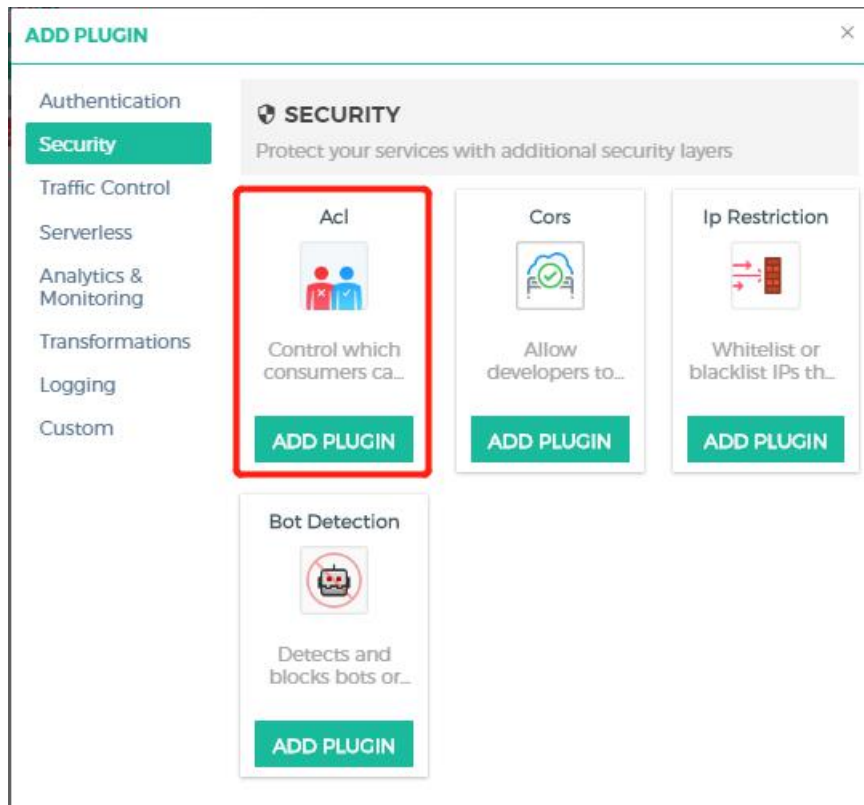 ADD PLUGIN
×
Authentication
Security
Traffic Control
Serverless
Analytics &
Monitoring
Transformations
Logging
Custom
SECURITY
Protect your services with additional security layers
Acl
Control which
consumers ca...
ADD PLUGIN
Cors
Allow
developers to...
ADD PLUGIN
Ip Restriction
Whitelist or
blacklist IPs th...
ADD PLUGIN
Bot Detection
Detects and
blocks bots or...
ADD PLUGIN